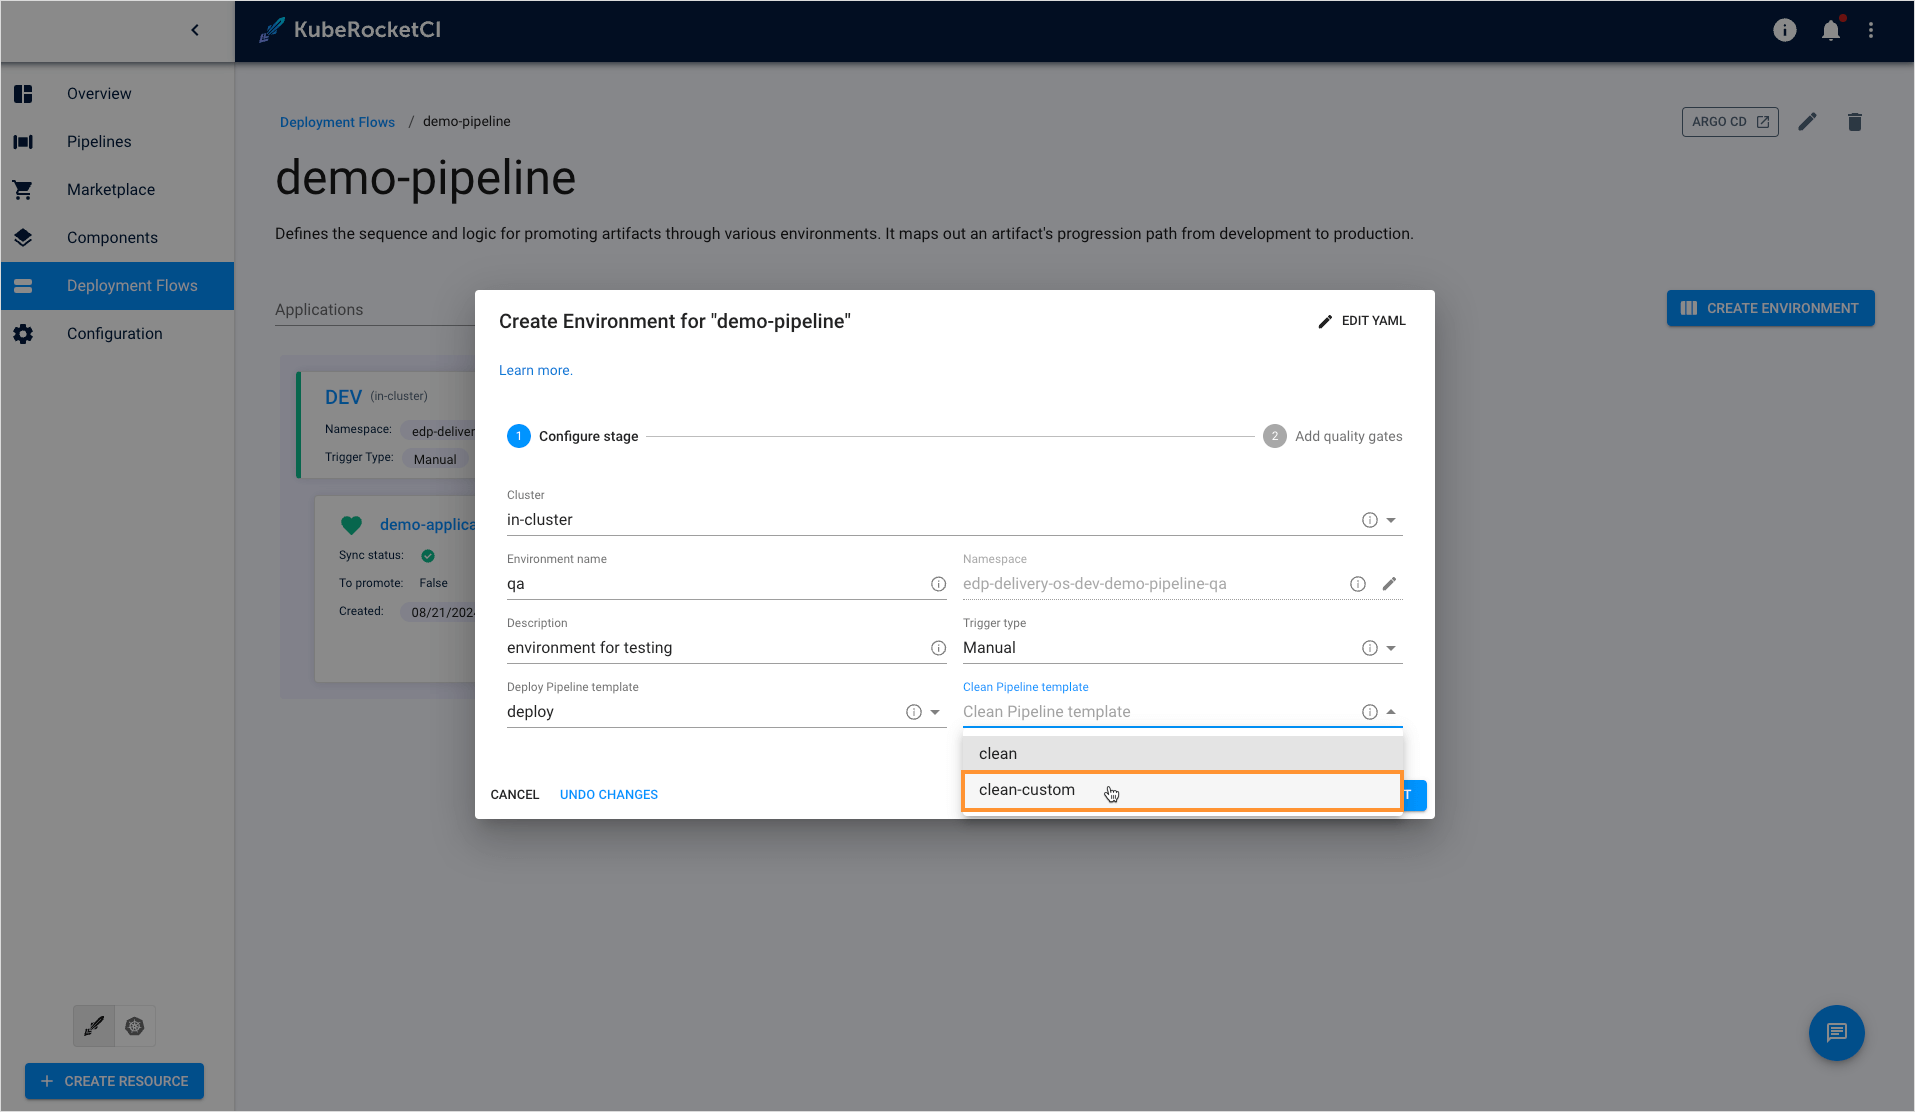 KubeRocketCI
Overview
Pipelines
Marketplace
Components
Deployment Flows
Configuration
CREATE RESOURCE
Deployment Flows / demo-pipeline
ARGO CD
demo-pipeline
Defines the sequence and logic for promoting artifacts through various environments. It maps out an artifact's progression path from development to production.
Applications
CREATE ENVIRONMENT
DEV (in-cluster)
Namespace: edp-deliver
Trigger Type: Manual
demo-applica
Sync status:
To promote: False
Created: 08/21/202
Create Environment for "demo-pipeline"
EDIT YAML
Learn more.
1 Configure stage
2 Add quality gates
Cluster
in-cluster
Environment name
qa
Namespace
edp-delivery-os-dev-demo-pipeline-qa
Description
environment for testing
Trigger type
Manual
Deploy Pipeline template
deploy
Clean Pipeline template
Clean Pipeline template
clean
clean-custom
CANCEL
UNDO CHANGES
T